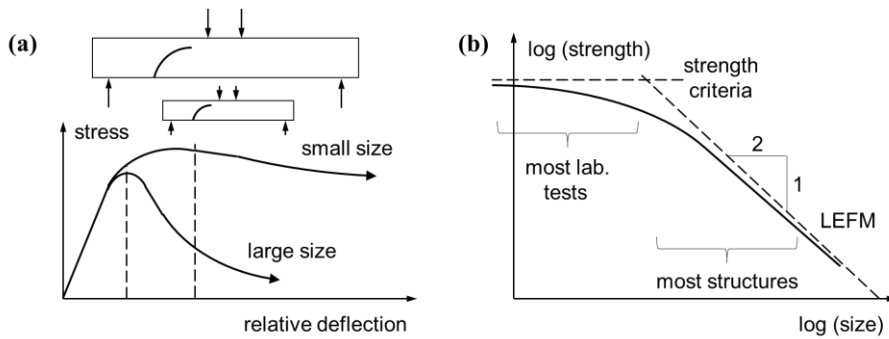 (a)
stress
small size
large size
relative deflection
(b)
log (strength)
strength
criteria
most lab.
tests
2
1
LEFM
most structures
log (size)